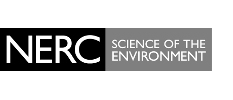 NERC
SCIENCE OF THE
ENVIRONMENT